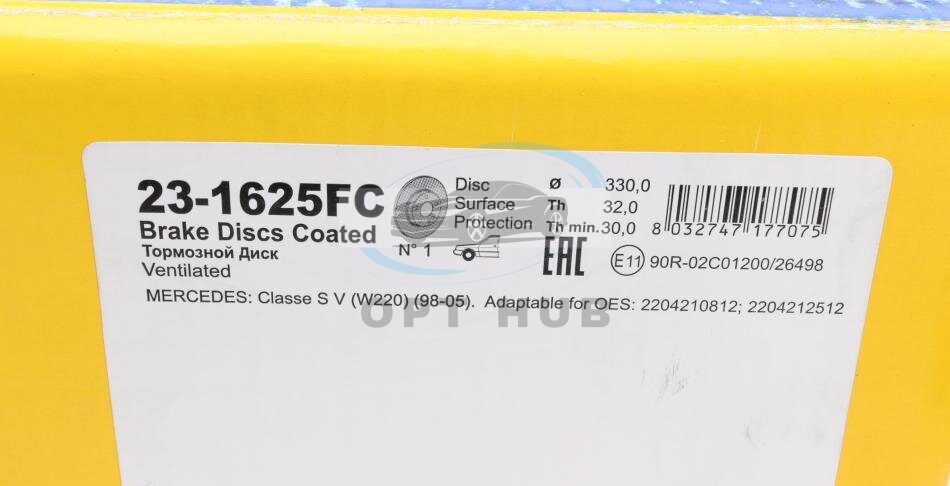 23-1625FC
Brake Discs Coated
Тормозной Диск
Ventilated
Disc
Surface
Protection
N° 1
Ø 330,0
Th 32,0
Th min. 30,0
8 032747 177075
EAC
E11 90R-02C01200/26498
MERCEDES: Classe S V (W220) (98-05). Adaptable for OES: 2204210812; 2204212512
OPT HUB